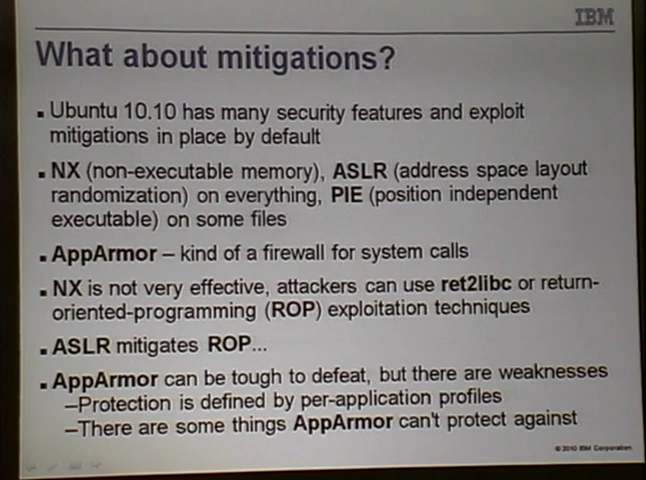 IBM
What about mitigations?
▪ Ubuntu 10.10 has many security features and exploit
mitigations in place by default
▪ NX (non-executable memory), ASLR (address space layout
randomization) on everything, PIE (position independent
executable) on some files
▪ AppArmor – kind of a firewall for system calls
▪ NX is not very effective, attackers can use ret2libc or return-
oriented-programming (ROP) exploitation techniques
▪ ASLR mitigates ROP...
▪ AppArmor can be tough to defeat, but there are weaknesses
–Protection is defined by per-application profiles
–There are some things AppArmor can't protect against
© 2010 IBM Corporation